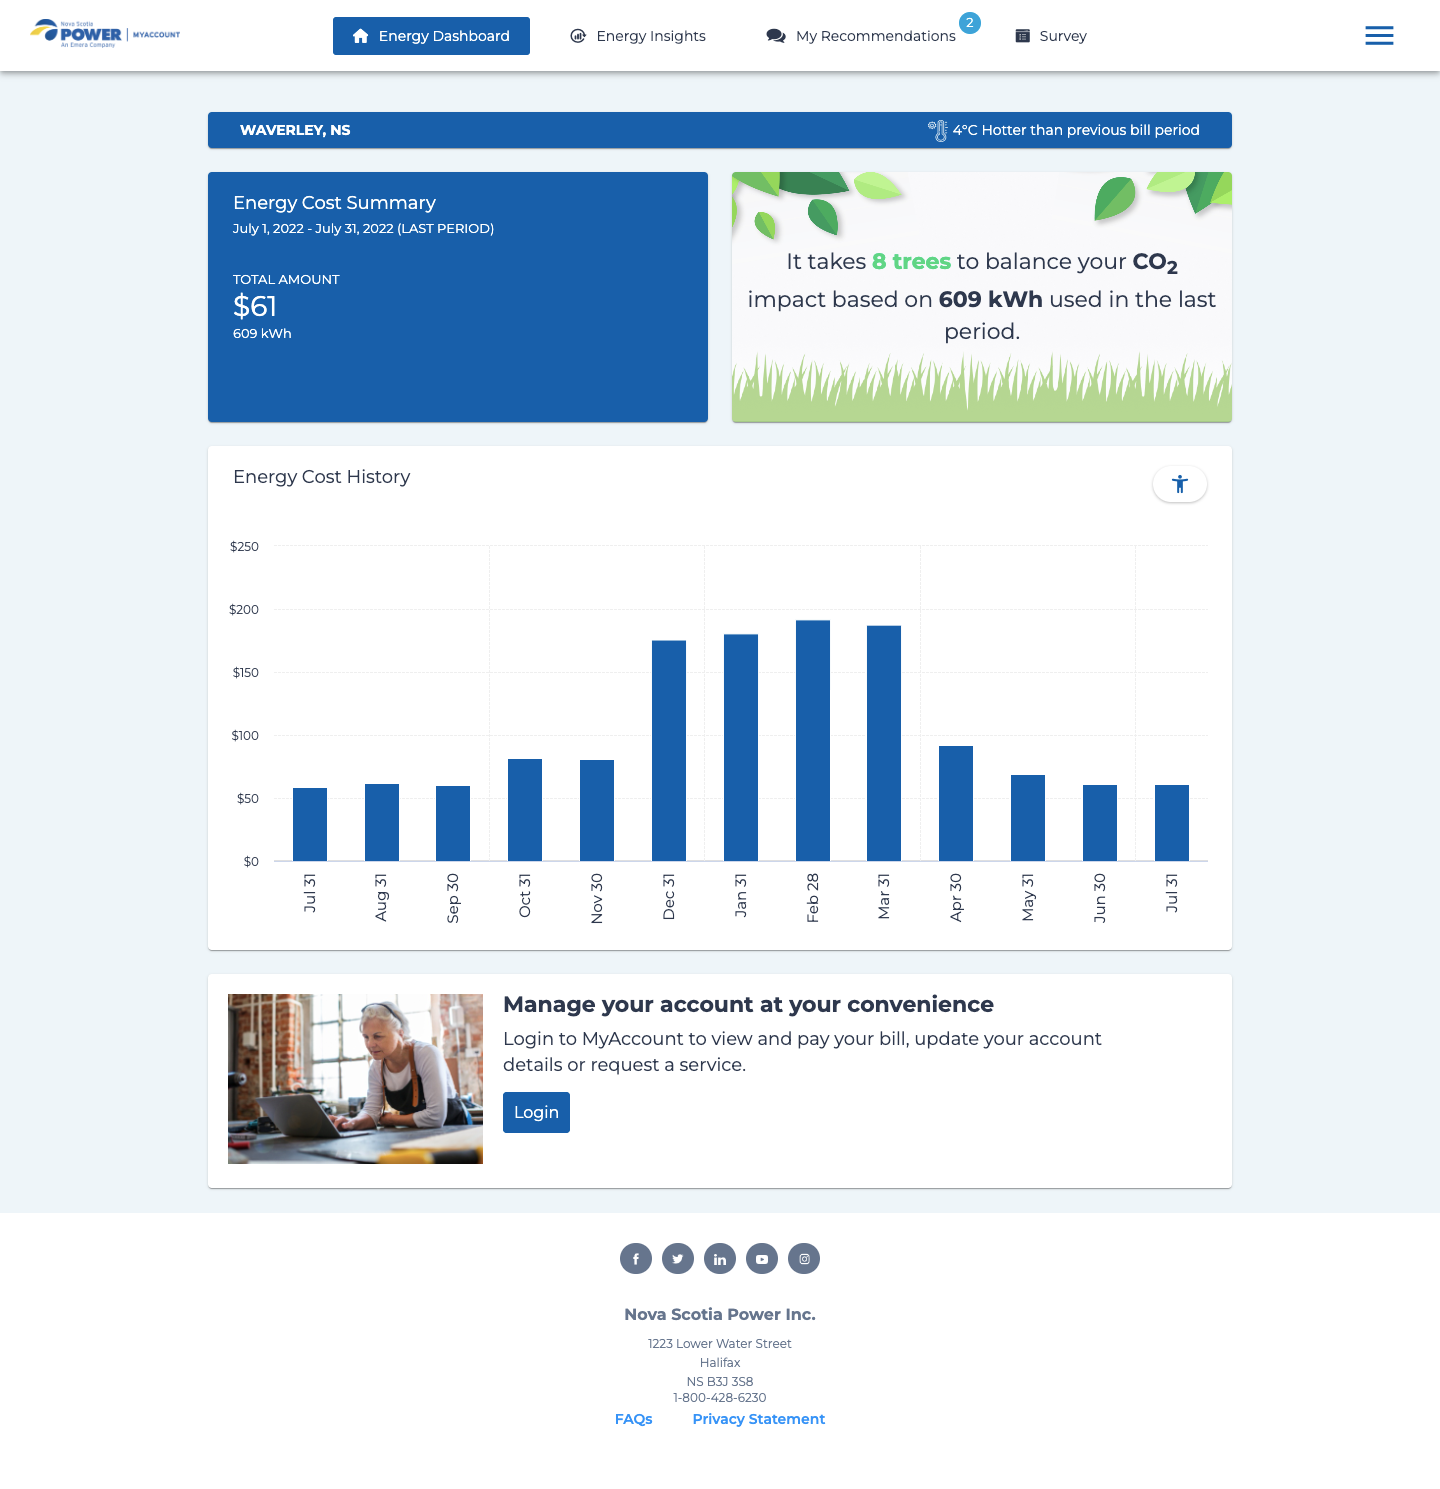 Nova Scotia
POWER
An Emera Company
MYACCOUNT
Energy Dashboard
Energy Insights
My Recommendations
2
Survey
WAVERLEY, NS
4°C Hotter than previous bill period
Energy Cost Summary
July 1, 2022 - July 31, 2022 (LAST PERIOD)
TOTAL AMOUNT
$61
609 kWh
It takes 8 trees to balance your CO2
impact based on 609 kWh used in the last
period.
Energy Cost History
$250
$200
$150
$100
$50
$0
Jul 31
Aug 31
Sep 30
Oct 31
Nov 30
Dec 31
Jan 31
Feb 28
Mar 31
Apr 30
May 31
Jun 30
Jul 31
Manage your account at your convenience
Login to MyAccount to view and pay your bill, update your account
details or request a service.
Login
Nova Scotia Power Inc.
1223 Lower Water Street
Halifax
NS B3J 3S8
1-800-428-6230
FAQs
Privacy Statement